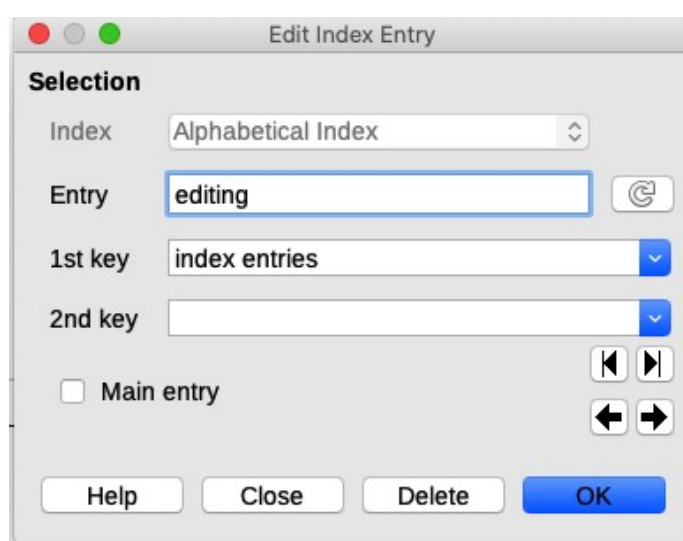 Edit Index Entry
Selection
Index Alphabetical Index
Entry editing
1st key index entries
2nd key
Main entry
Help Close Delete OK